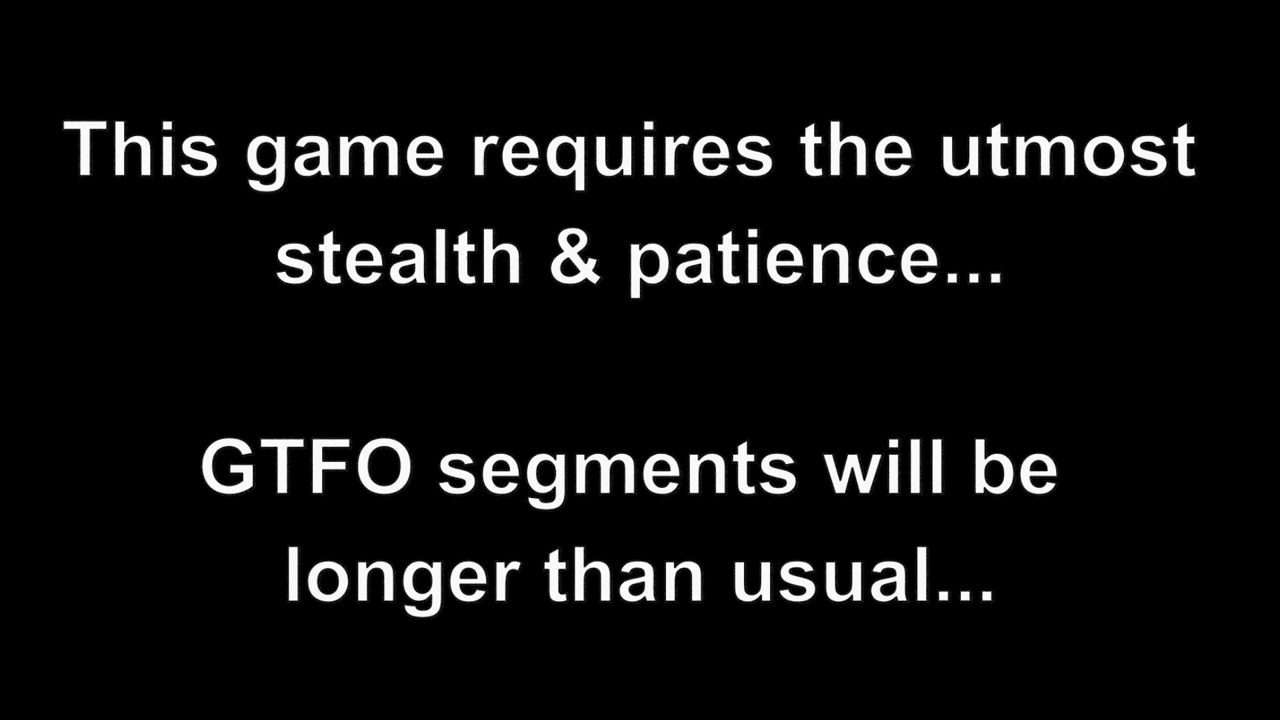 This game requires the utmost
stealth & patience...
GTFO segments will be
longer than usual...